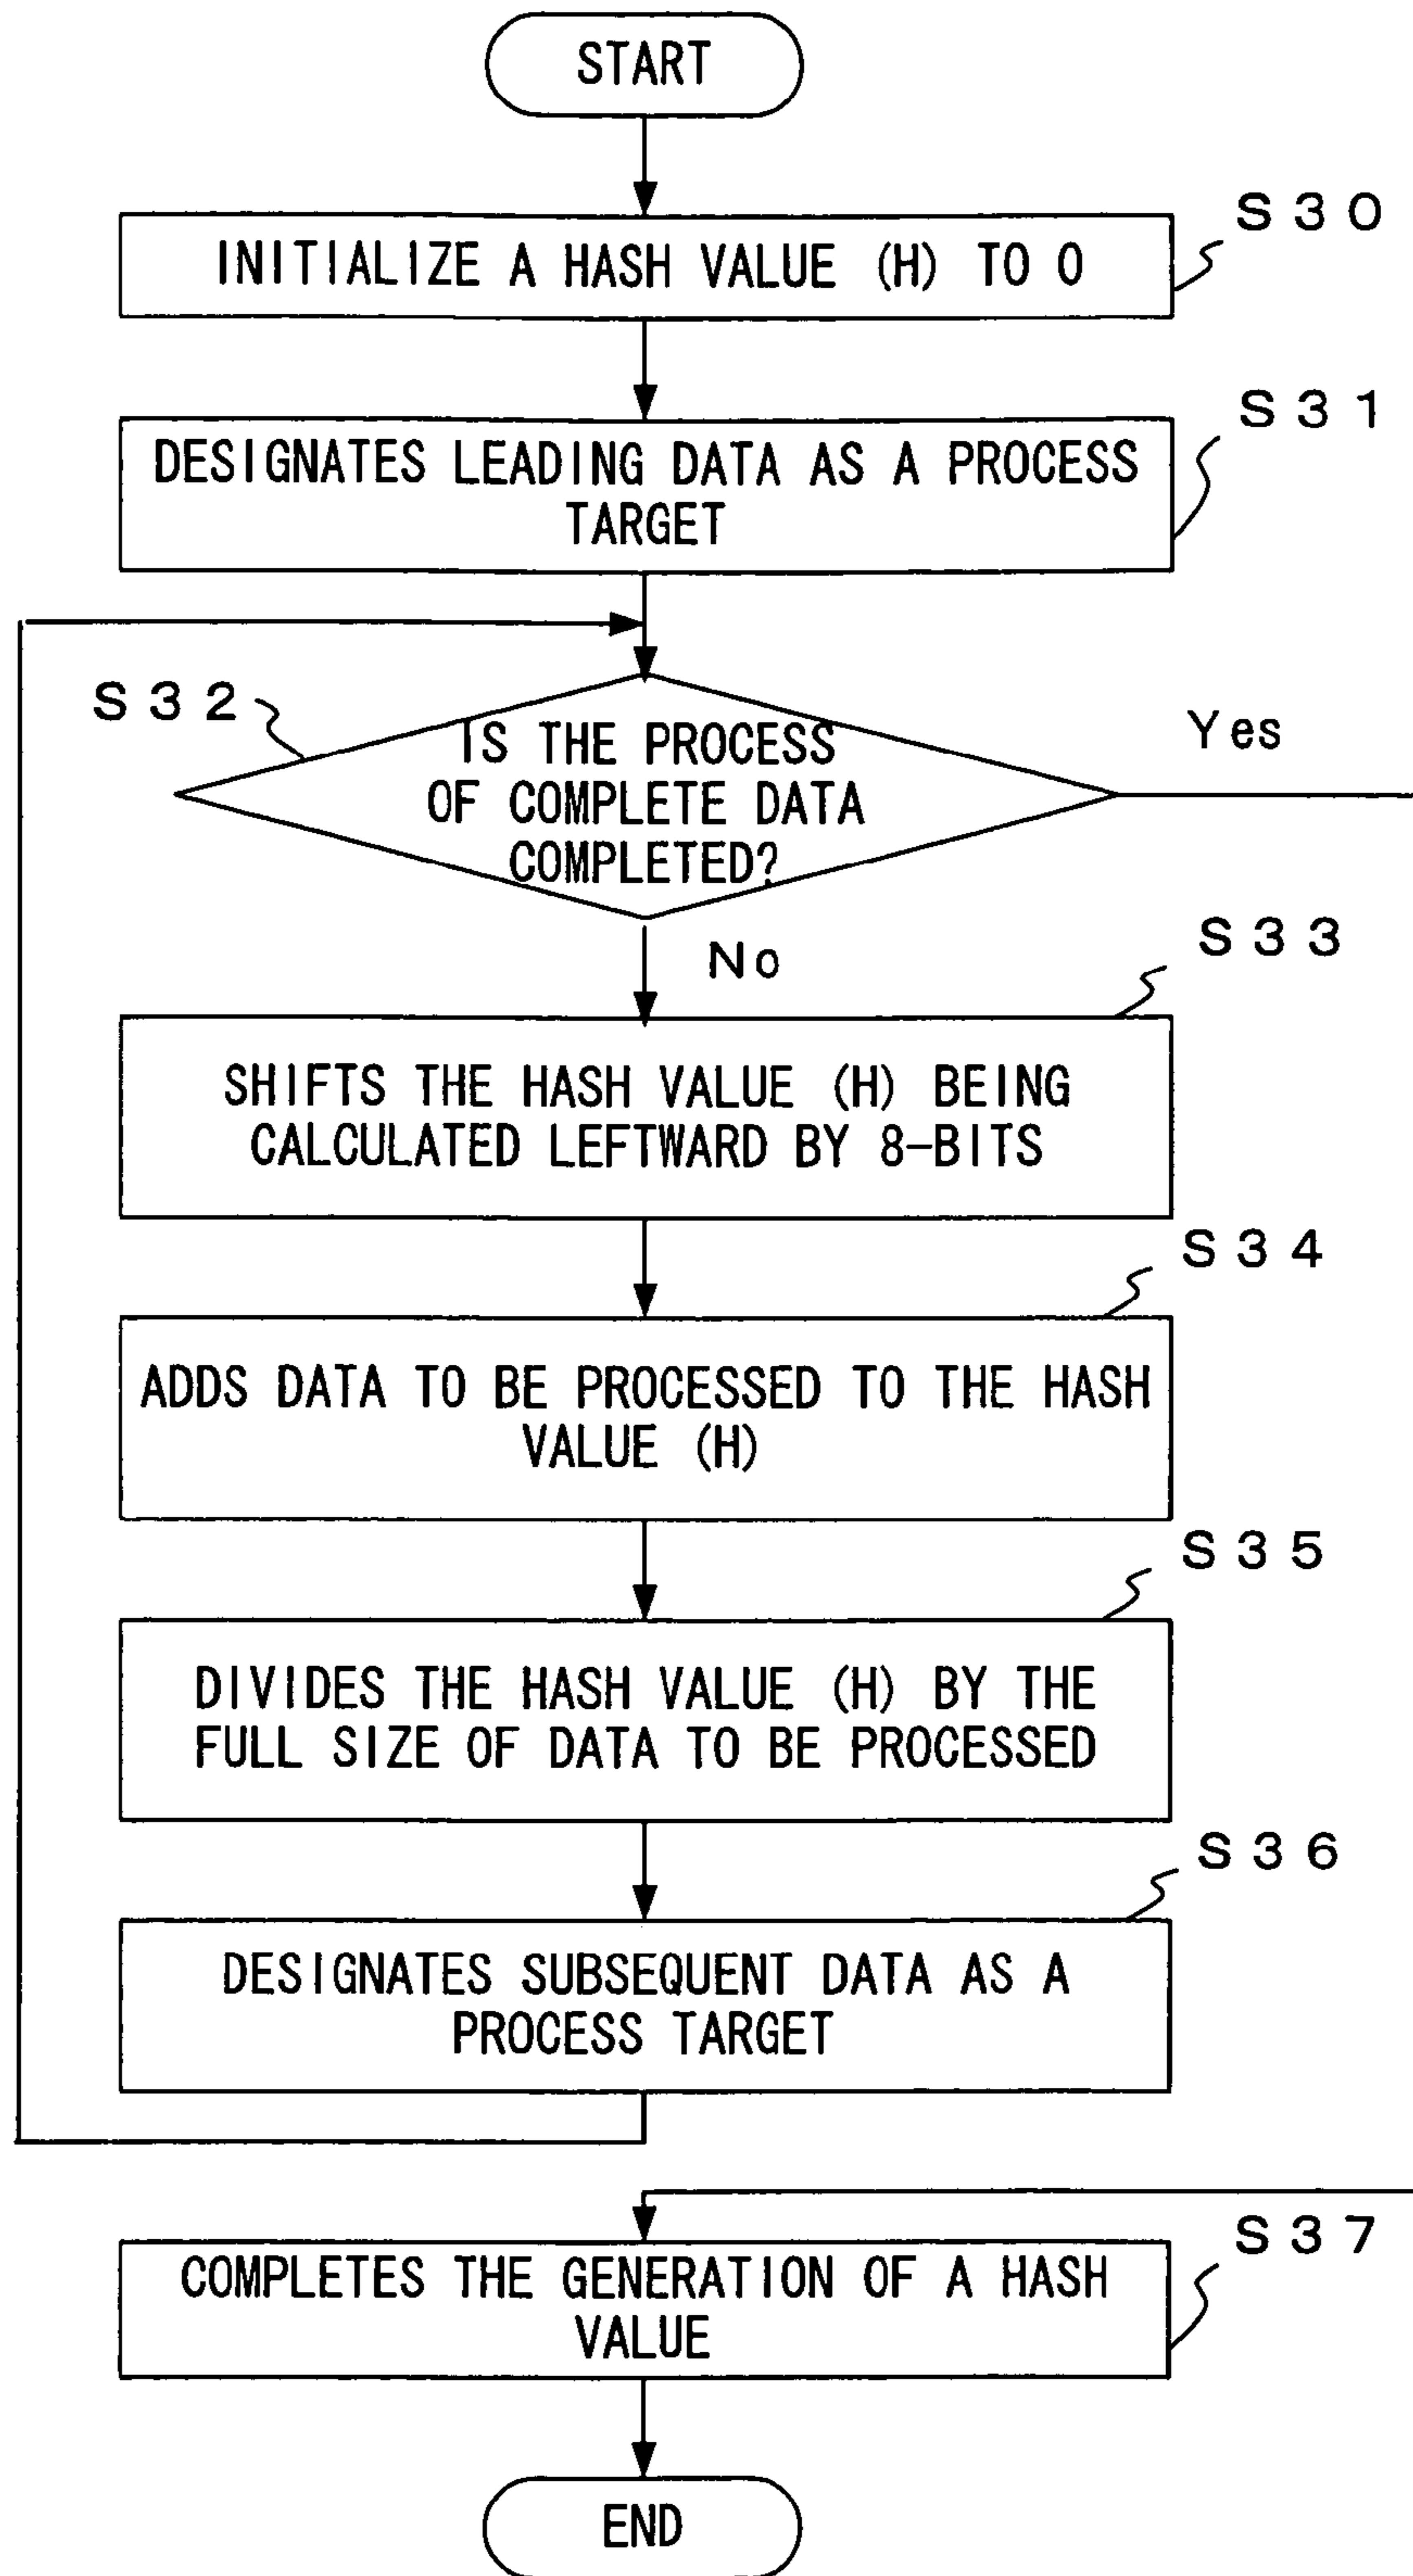 START
S30
INITIALIZE A HASH VALUE (H) TO 0
S31
DESIGNATES LEADING DATA AS A PROCESS
TARGET
S32
IS THE PROCESS
OF COMPLETE DATA
COMPLETED?
Yes
No
S33
SHIFTS THE HASH VALUE (H) BEING
CALCULATED LEFTWARD BY 8-BITS
S34
ADDS DATA TO BE PROCESSED TO THE HASH
VALUE (H)
S35
DIVIDES THE HASH VALUE (H) BY THE
FULL SIZE OF DATA TO BE PROCESSED
S36
DESIGNATES SUBSEQUENT DATA AS A
PROCESS TARGET
S37
COMPLETES THE GENERATION OF A HASH
VALUE
END